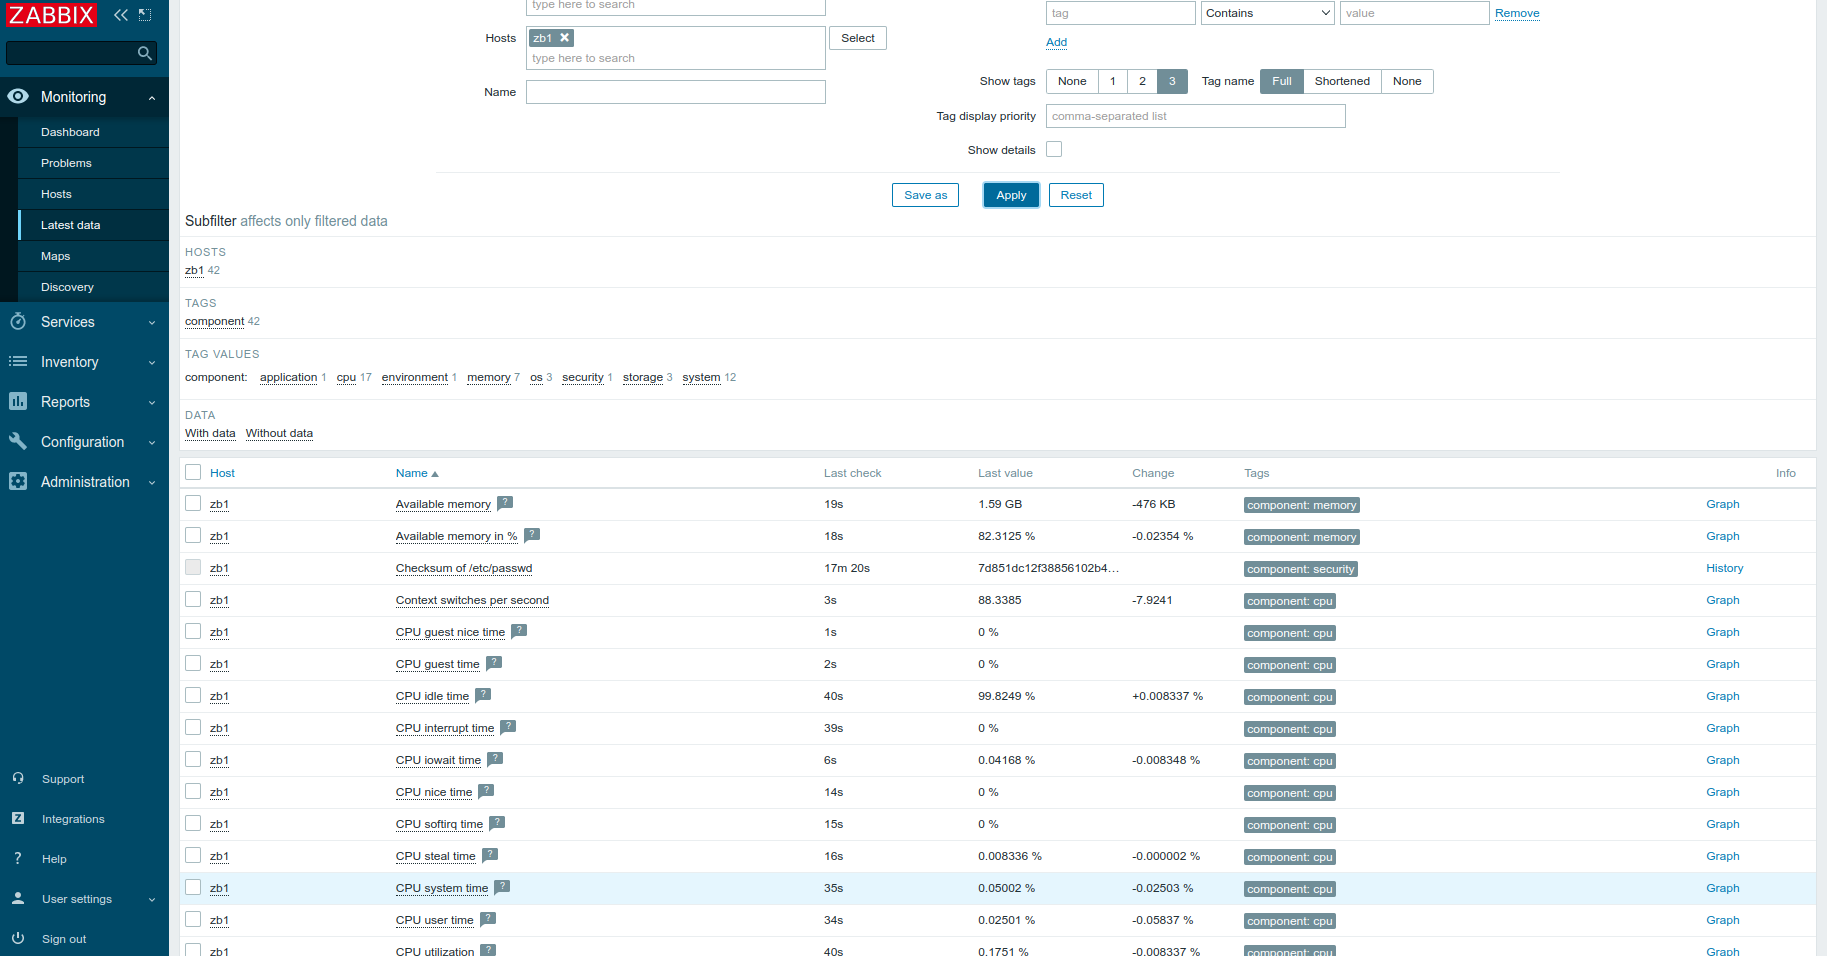 ZABBIX
Monitoring
Dashboard
Problems
Hosts
Latest data
Maps
Discovery
Services
Inventory
Reports
Configuration
Administration
Support
Integrations
Help
User settings
Sign out
type here to search
Hosts zb1 Select
type here to search
Name
tag Contains value Remove
Add
Show tags None 1 2 3 Tag name Full Shortened None
Tag display priority comma-separated list
Show details
Save as Apply Reset
Subfilter affects only filtered data
HOSTS
zb1 42
TAGS
component 42
TAG VALUES
component: application 1 cpu 17 environment 1 memory 7 os 3 security 1 storage 3 system 12
DATA
With data Without data
Host Name Last check Last value Change Tags Info
zb1 Available memory ? 19s 1.59 GB -476 KB component: memory Graph
zb1 Available memory in % ? 18s 82.3125 % -0.02354 % component: memory Graph
zb1 Checksum of /etc/passwd 17m 20s 7d851dc12f38856102b4… component: security History
zb1 Context switches per second 3s 88.3385 -7.9241 component: cpu Graph
zb1 CPU guest nice time ? 1s 0 % component: cpu Graph
zb1 CPU guest time ? 2s 0 % component: cpu Graph
zb1 CPU idle time ? 40s 99.8249 % +0.008337 % component: cpu Graph
zb1 CPU interrupt time ? 39s 0 % component: cpu Graph
zb1 CPU iowait time ? 6s 0.04168 % -0.008348 % component: cpu Graph
zb1 CPU nice time ? 14s 0 % component: cpu Graph
zb1 CPU softirq time ? 15s 0 % component: cpu Graph
zb1 CPU steal time ? 16s 0.008336 % -0.000002 % component: cpu Graph
zb1 CPU system time ? 35s 0.05002 % -0.02503 % component: cpu Graph
zb1 CPU user time ? 34s 0.02501 % -0.05837 % component: cpu Graph
zb1 CPU utilization ? 40s 0.1751 % -0.008337 % component: cpu Graph